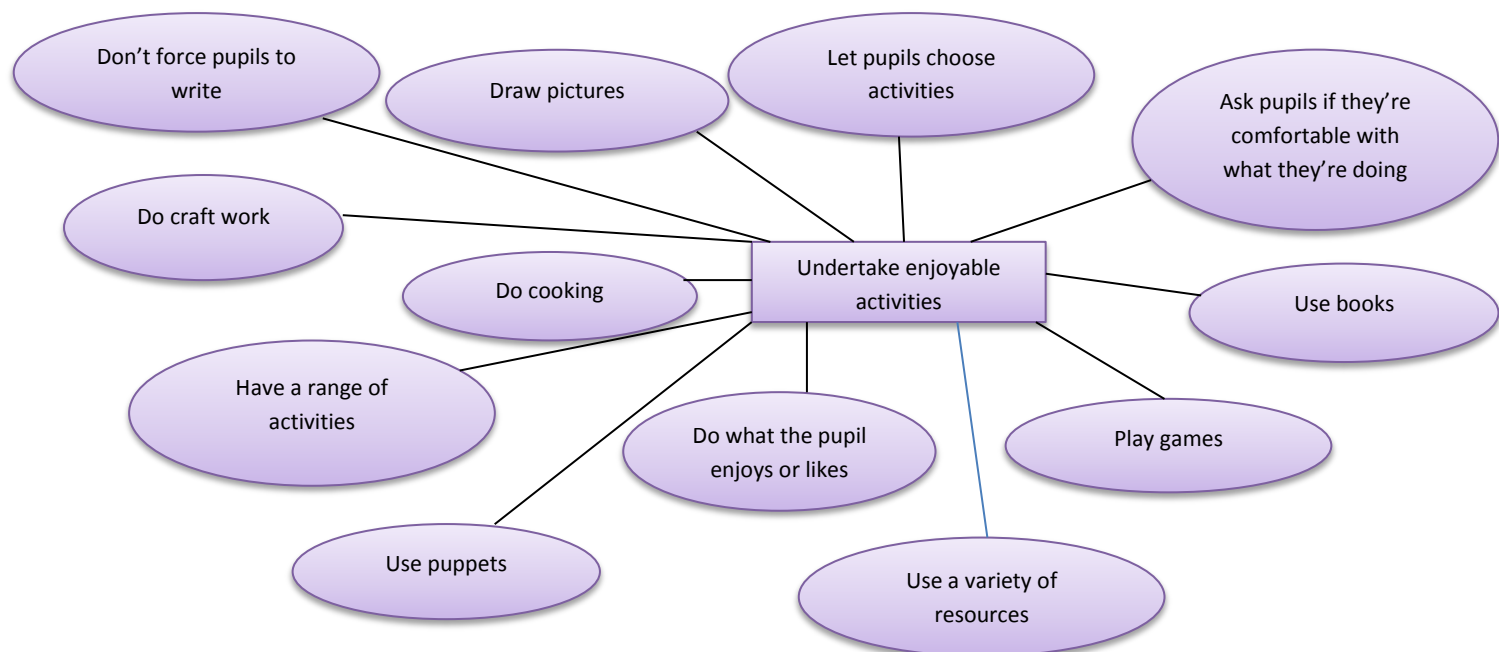 Don’t force pupils to
write
Draw pictures
Let pupils choose
activities
Ask pupils if they’re
comfortable with
what they’re doing
Do craft work
Do cooking
Undertake enjoyable
activities
Use books
Have a range of
activities
Do what the pupil
enjoys or likes
Play games
Use puppets
Use a variety of
resources